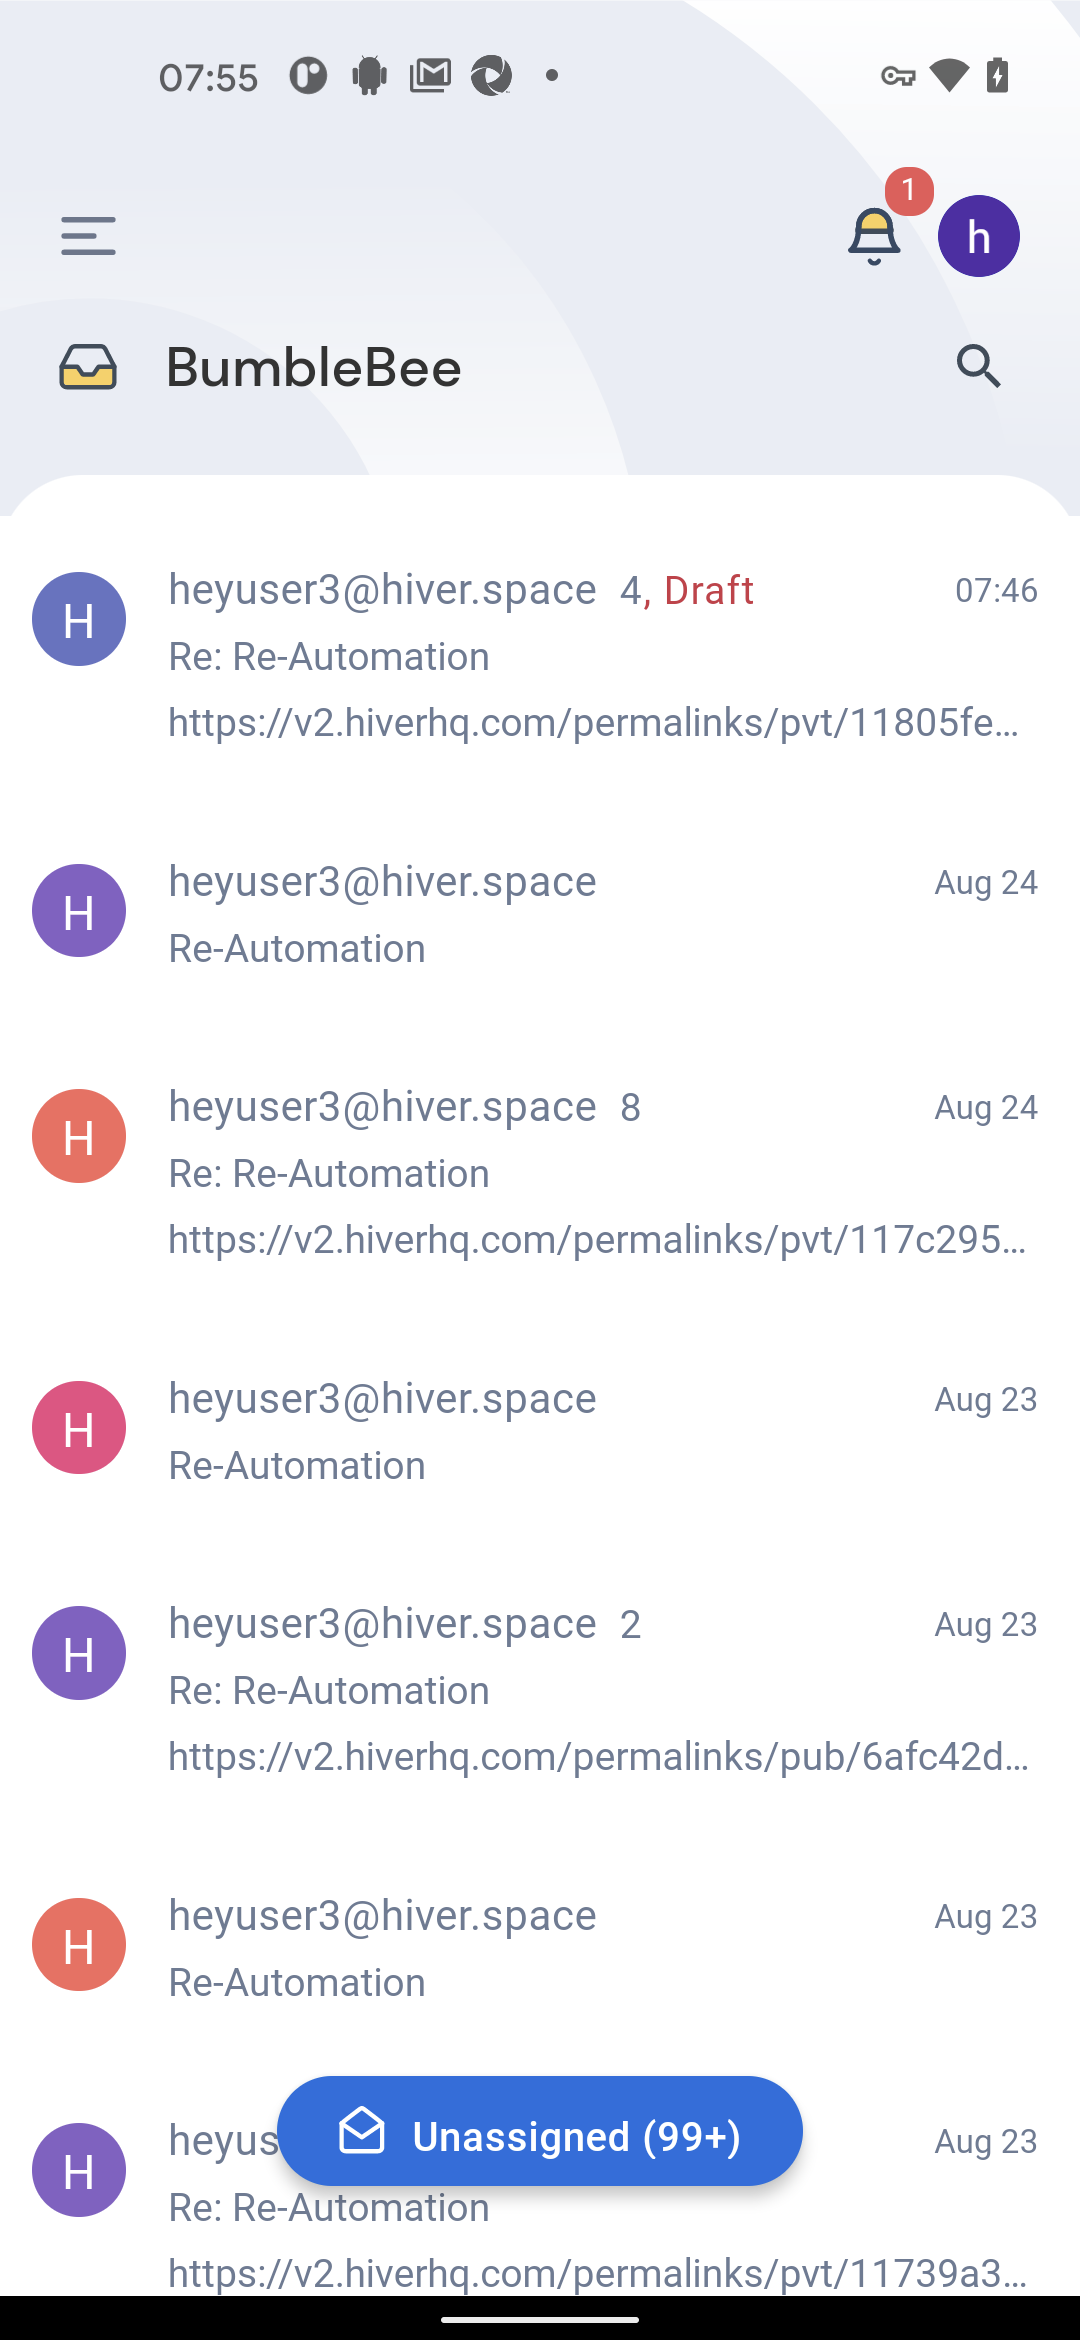 07:55
1
h
BumbleBee
H
heyuser3@hiver.space 4, Draft 07:46
Re: Re-Automation
https://v2.hiverhq.com/permalinks/pvt/11805fe...
H
heyuser3@hiver.space Aug 24
Re-Automation
H
heyuser3@hiver.space 8 Aug 24
Re: Re-Automation
https://v2.hiverhq.com/permalinks/pvt/117c295...
H
heyuser3@hiver.space Aug 23
Re-Automation
H
heyuser3@hiver.space 2 Aug 23
Re: Re-Automation
https://v2.hiverhq.com/permalinks/pub/6afc42d...
H
heyuser3@hiver.space Aug 23
Re-Automation
H
heyus Aug 23
Unassigned (99+)
Re: Re-Automation
https://v2.hiverhq.com/permalinks/pvt/11739a3...